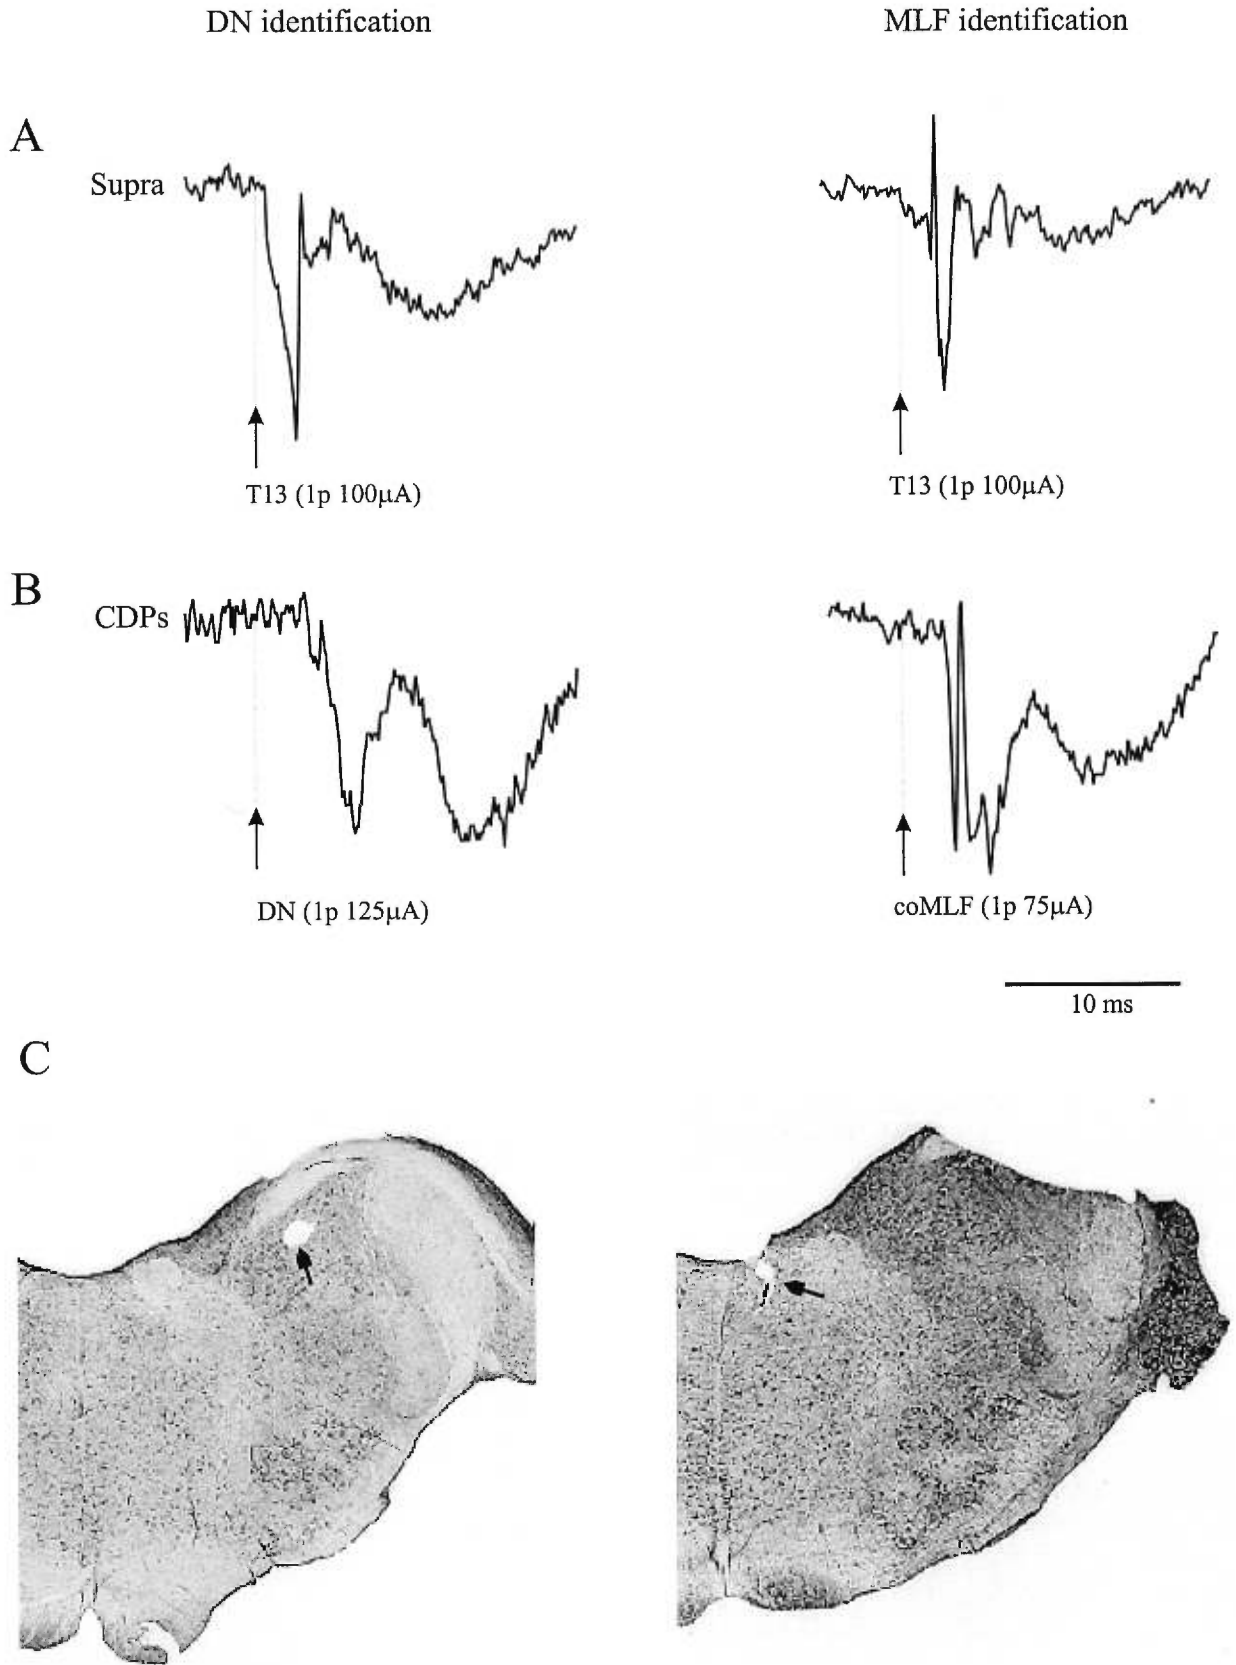 DN identification
MLF identification
A
Supra
T13 (1p 100µA)
T13 (1p 100µA)
B
CDPs
DN (1p 125µA)
coMLF (1p 75µA)
10 ms
C